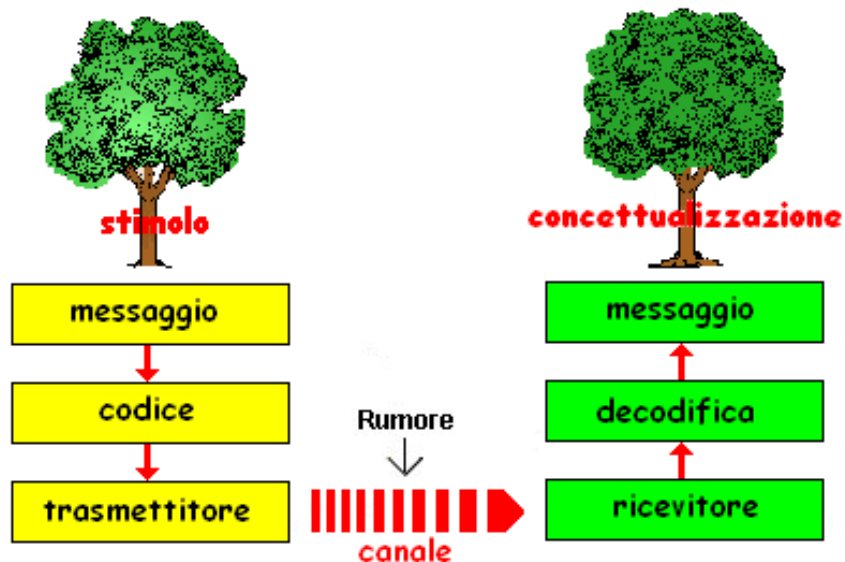 stimolo
messaggio
codice
trasmettitore
Rumore
canale
concettualizzazione
messaggio
decodifica
ricevitore